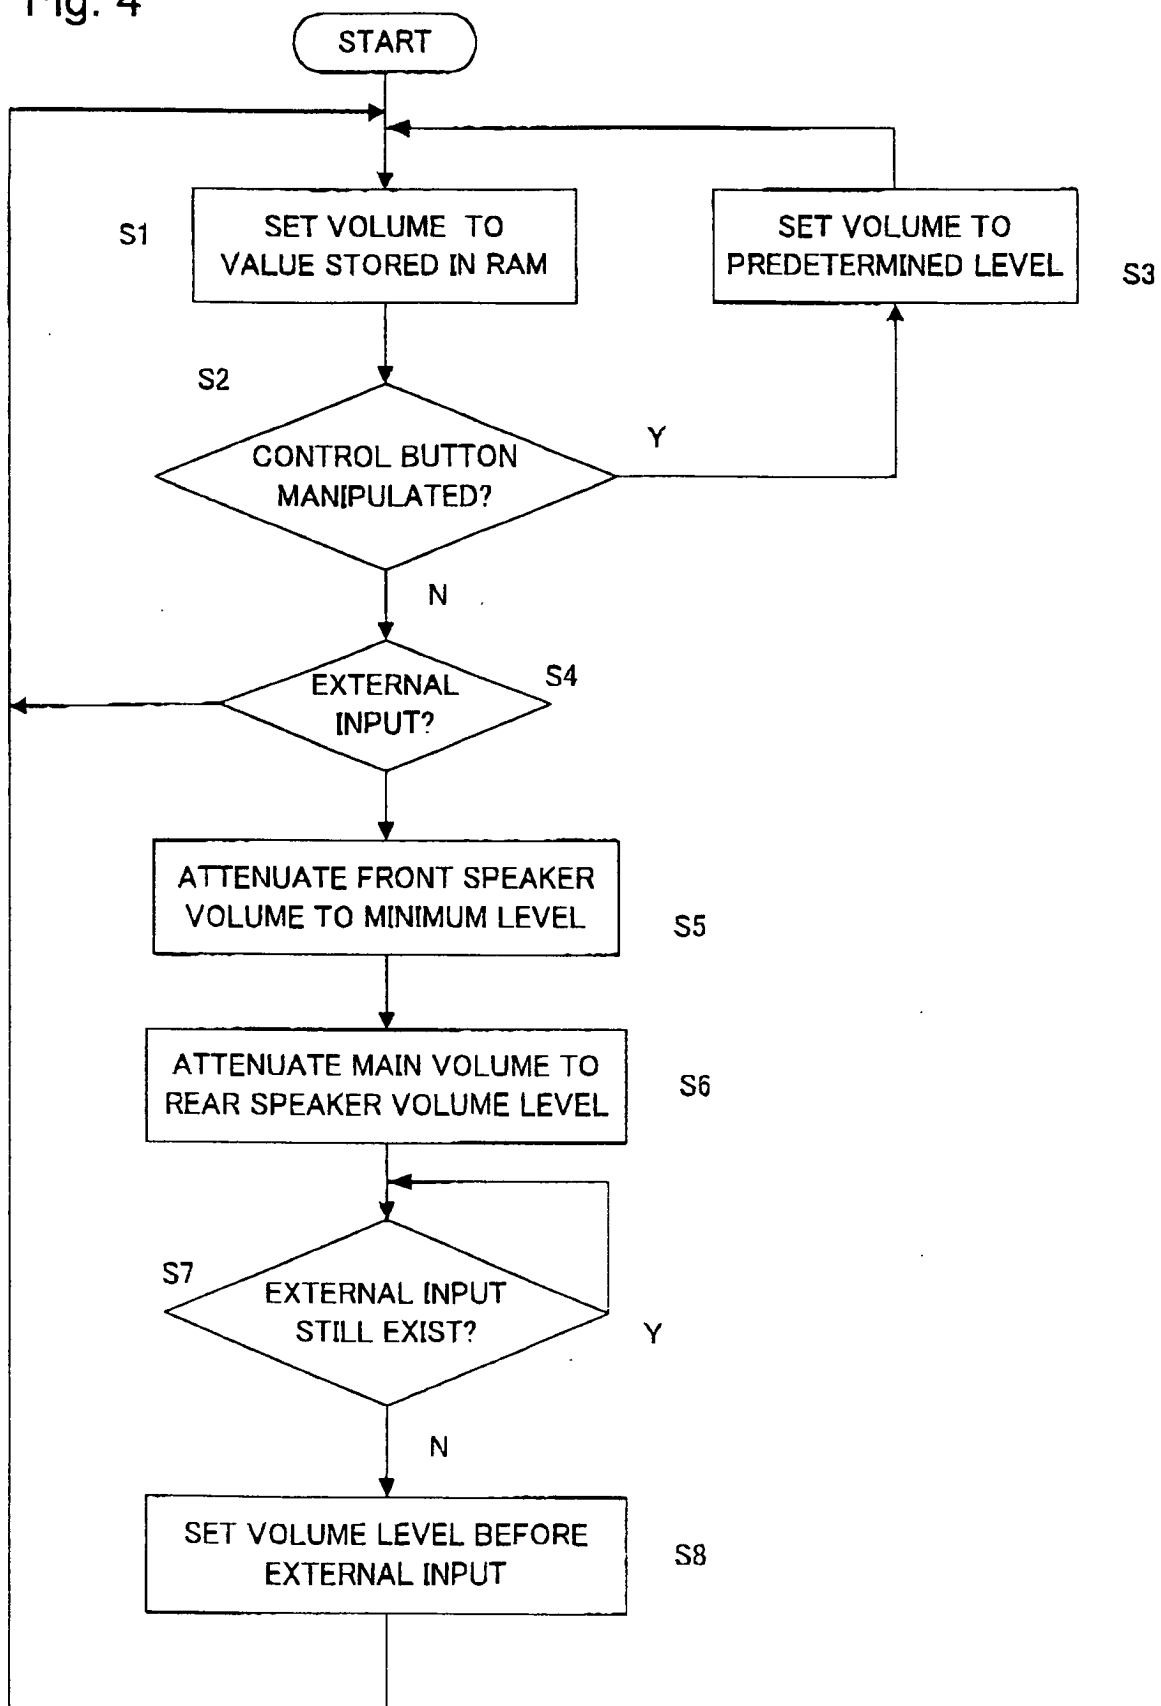 Fig. 4
START
S1
SET VOLUME TO
VALUE STORED IN RAM
SET VOLUME TO
PREDETERMINED LEVEL
S3
S2
CONTROL BUTTON
MANIPULATED?
Y
N
S4
EXTERNAL
INPUT?
ATTENUATE FRONT SPEAKER
VOLUME TO MINIMUM LEVEL
S5
ATTENUATE MAIN VOLUME TO
REAR SPEAKER VOLUME LEVEL
S6
S7
EXTERNAL INPUT
STILL EXIST?
Y
N
SET VOLUME LEVEL BEFORE
EXTERNAL INPUT
S8